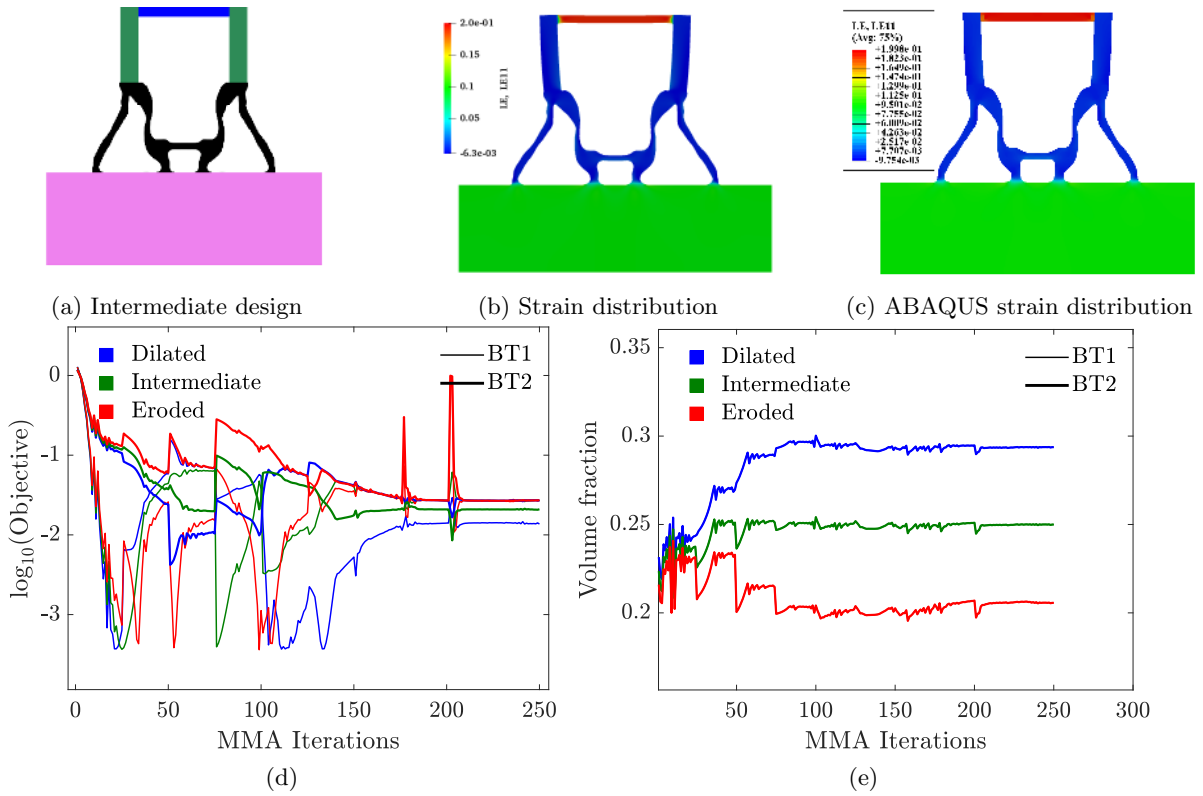 2.0e-01
0.15
0.1
0.05
-6.3e-03
LE, LE11
LE, LE11
(Avg: 75%)
+1.998e-01
+1.823e-01
+1.649e-01
+1.474e-01
+1.299e-01
+1.125e-01
+9.501e-02
+7.755e-02
+6.009e-02
+4.263e-02
+2.517e-02
+7.707e-03
-9.754e-03
(a) Intermediate design
(b) Strain distribution
(c) ABAQUS strain distribution
Dilated
Intermediate
Eroded
BT1
BT2
0
-1
-2
-3
log10(Objective)
0 50 100 150 200 250
MMA Iterations
(d)
Dilated
Intermediate
Eroded
BT1
BT2
0.35
0.3
0.25
0.2
Volume fraction
50 100 150 200 250 300
MMA Iterations
(e)